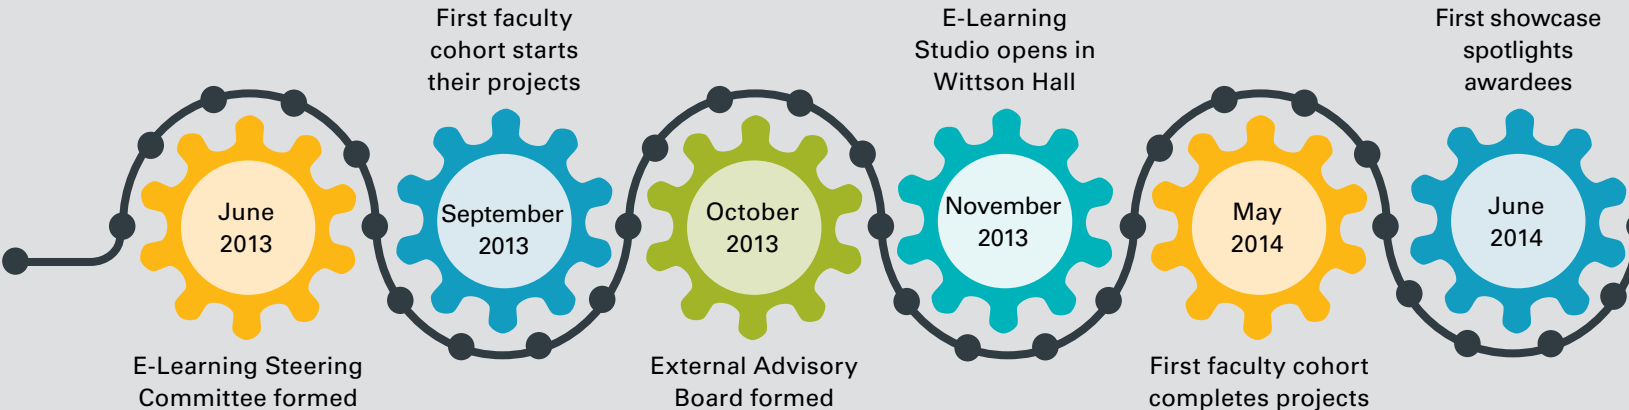 June
2013
E-Learning Steering
Committee formed
First faculty
cohort starts
their projects
September
2013
October
2013
External Advisory
Board formed
E-Learning
Studio opens in
Wittson Hall
November
2013
May
2014
First faculty cohort
completes projects
First showcase
spotlights
awardees
June
2014